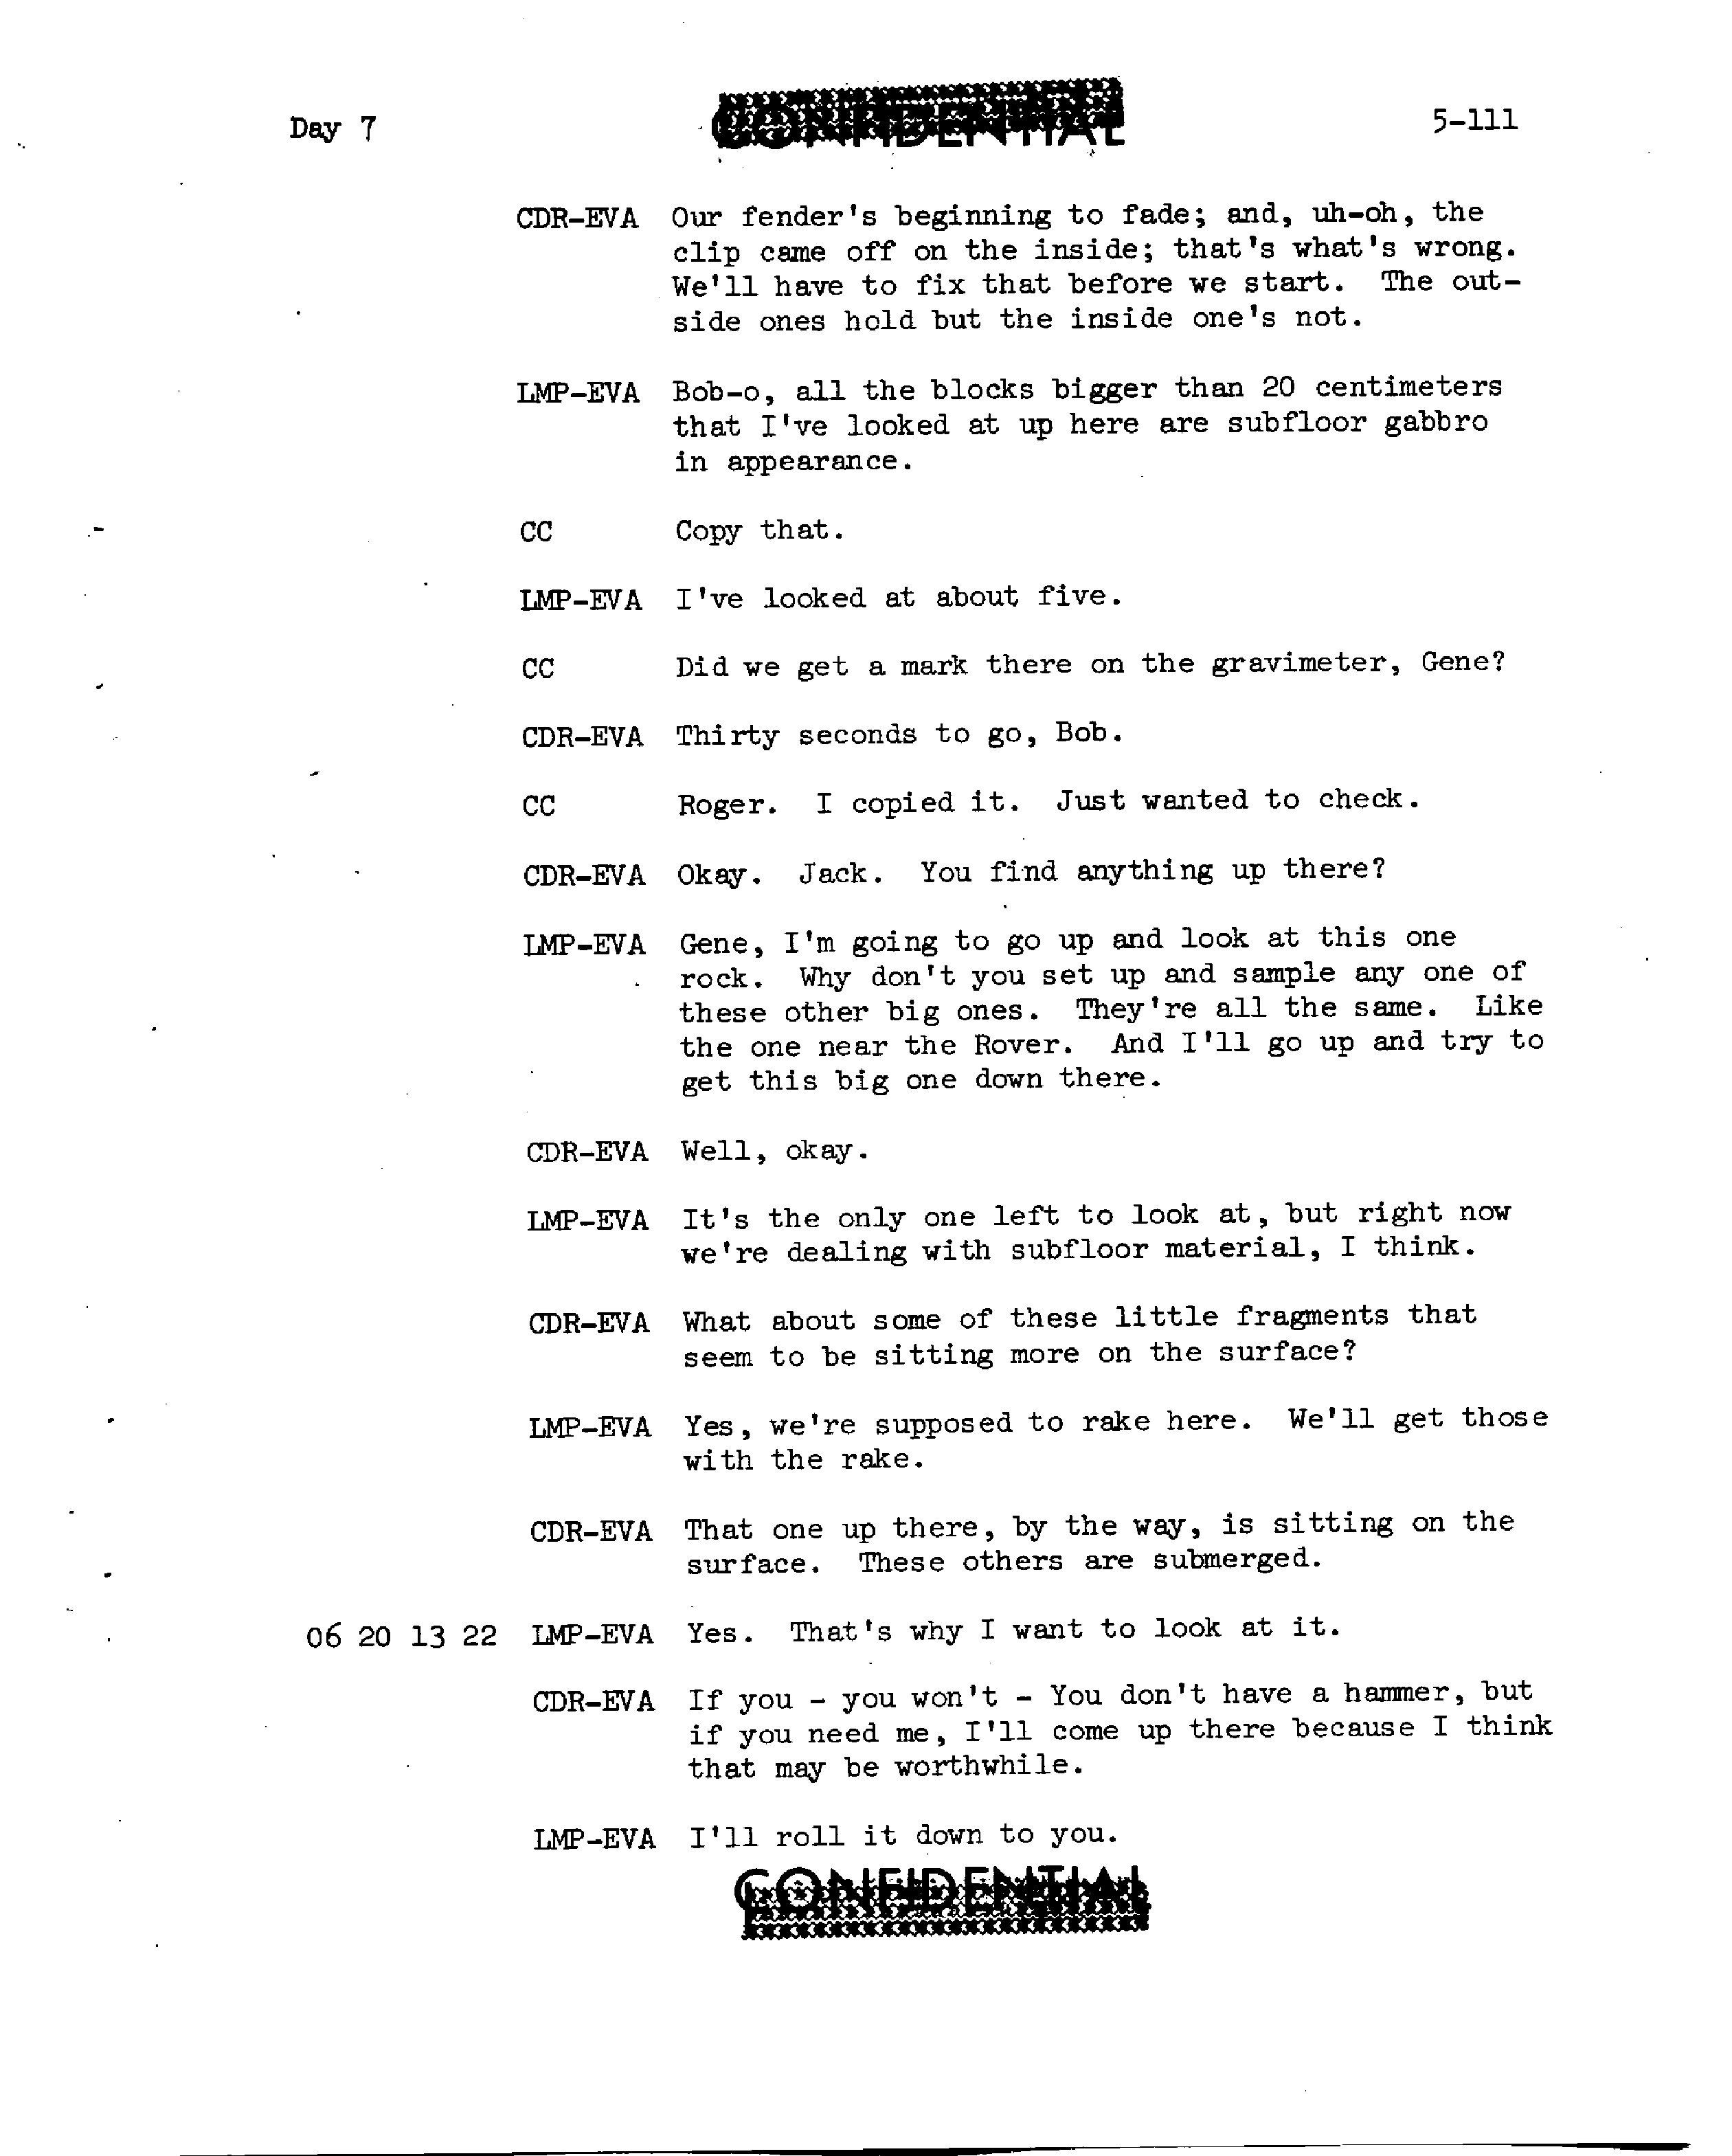 Day 7
CONFIDENTIAL
5-111
CDR-EVA Our fender's beginning to fade; and, uh-oh, the
clip came off on the inside; that's what's wrong.
We'll have to fix that before we start. The out-
side ones hold but the inside one's not.
LMP-EVA Bob-o, all the blocks bigger than 20 centimeters
that I've looked at up here are subfloor gabbro
in appearance.
CC Copy that.
LMP-EVA I've looked at about five.
CC Did we get a mark there on the gravimeter, Gene?
CDR-EVA Thirty seconds to go, Bob.
CC Roger. I copied it. Just wanted to check.
CDR-EVA Okay. Jack. You find anything up there?
LMP-EVA Gene, I'm going to go up and look at this one
rock. Why don't you set up and sample any one of
these other big ones. They're all the same. Like
the one near the Rover. And I'll go up and try to
get this big one down there.
CDR-EVA Well, okay.
LMP-EVA It's the only one left to look at, but right now
we're dealing with subfloor material, I think.
CDR-EVA What about some of these little fragments that
seem to be sitting more on the surface?
LMP-EVA Yes, we're supposed to rake here. We'll get those
with the rake.
CDR-EVA That one up there, by the way, is sitting on the
surface. These others are submerged.
06 20 13 22 LMP-EVA Yes. That's why I want to look at it.
CDR-EVA If you - you won't - You don't have a hammer, but
if you need me, I'll come up there because I think
that may be worthwhile.
LMP-EVA I'll roll it down to you.
CONFIDENTIAL